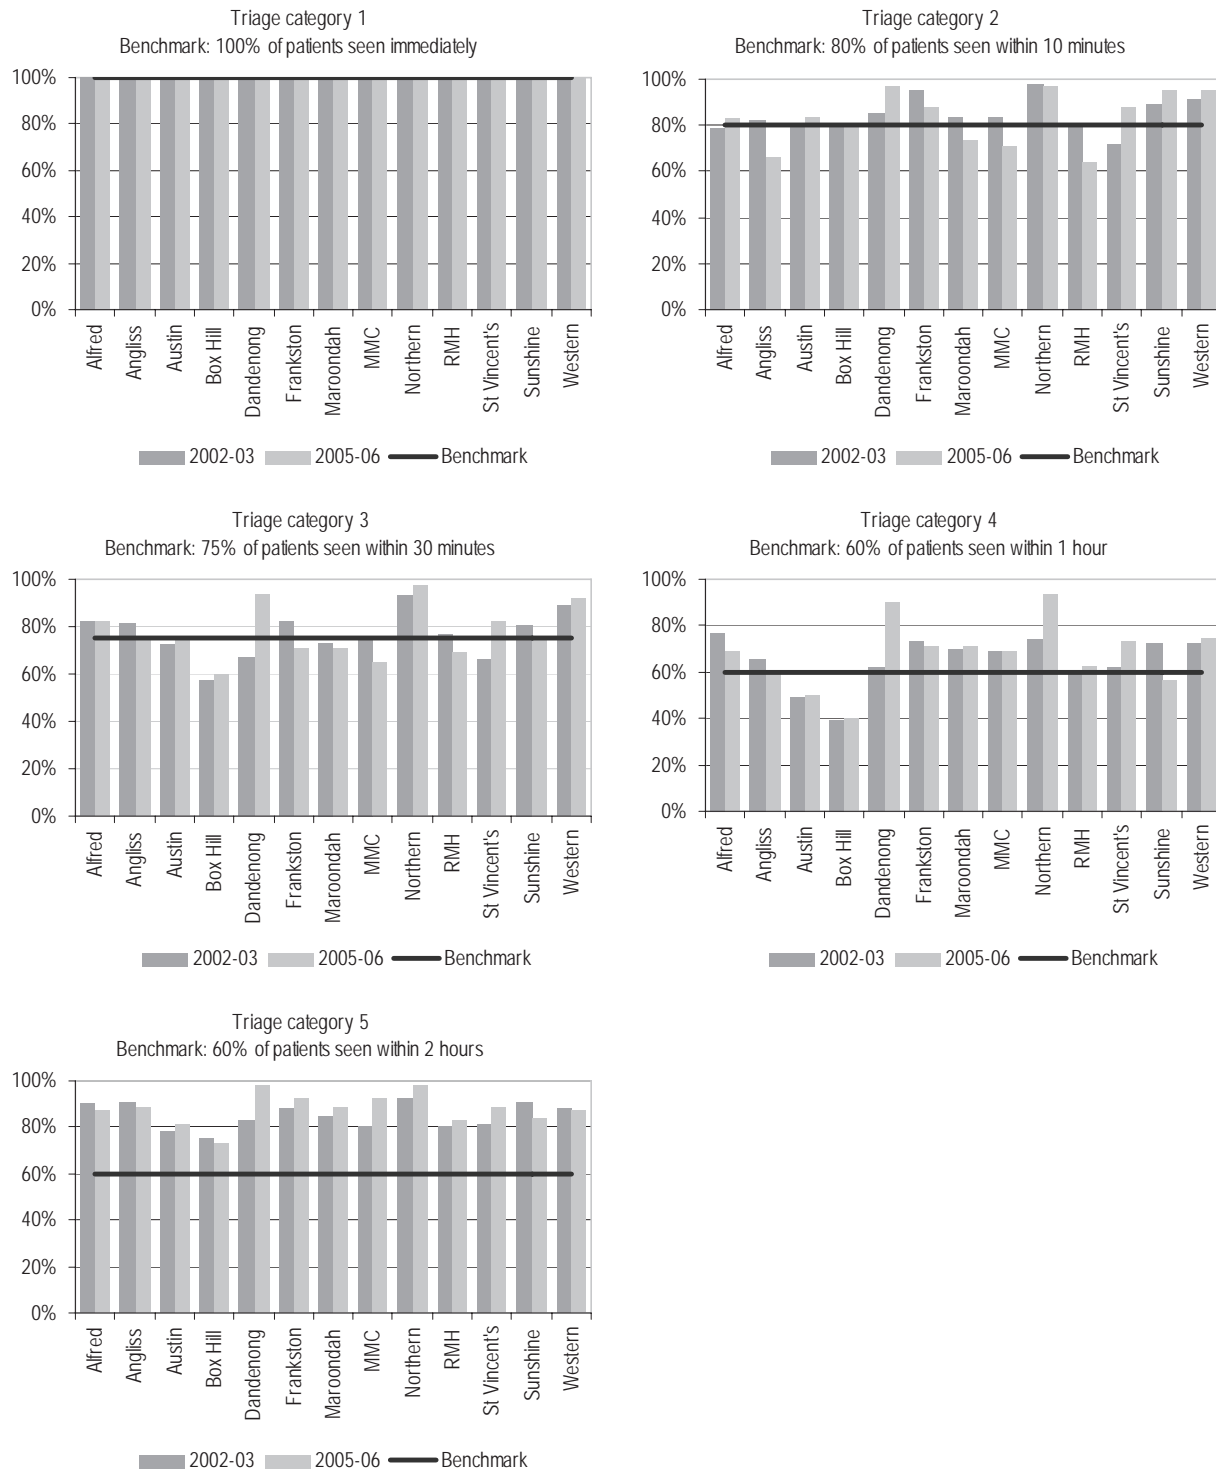 Triage category 1
Benchmark: 100% of patients seen immediately
100%
80%
60%
40%
20%
0%
Alfred
Angliss
Austin
Box Hill
Dandenong
Frankston
Maroondah
MMC
Northern
RMH
St Vincent's
Sunshine
Western
2002-03 2005-06 Benchmark
Triage category 2
Benchmark: 80% of patients seen within 10 minutes
100%
80%
60%
40%
20%
0%
Alfred
Angliss
Austin
Box Hill
Dandenong
Frankston
Maroondah
MMC
Northern
RMH
St Vincent's
Sunshine
Western
2002-03 2005-06 Benchmark
Triage category 3
Benchmark: 75% of patients seen within 30 minutes
100%
80%
60%
40%
20%
0%
Alfred
Angliss
Austin
Box Hill
Dandenong
Frankston
Maroondah
MMC
Northern
RMH
St Vincent's
Sunshine
Western
2002-03 2005-06 Benchmark
Triage category 4
Benchmark: 60% of patients seen within 1 hour
100%
80%
60%
40%
20%
0%
Alfred
Angliss
Austin
Box Hill
Dandenong
Frankston
Maroondah
MMC
Northern
RMH
St Vincent's
Sunshine
Western
2002-03 2005-06 Benchmark
Triage category 5
Benchmark: 60% of patients seen within 2 hours
100%
80%
60%
40%
20%
0%
Alfred
Angliss
Austin
Box Hill
Dandenong
Frankston
Maroondah
MMC
Northern
RMH
St Vincent's
Sunshine
Western
2002-03 2005-06 Benchmark